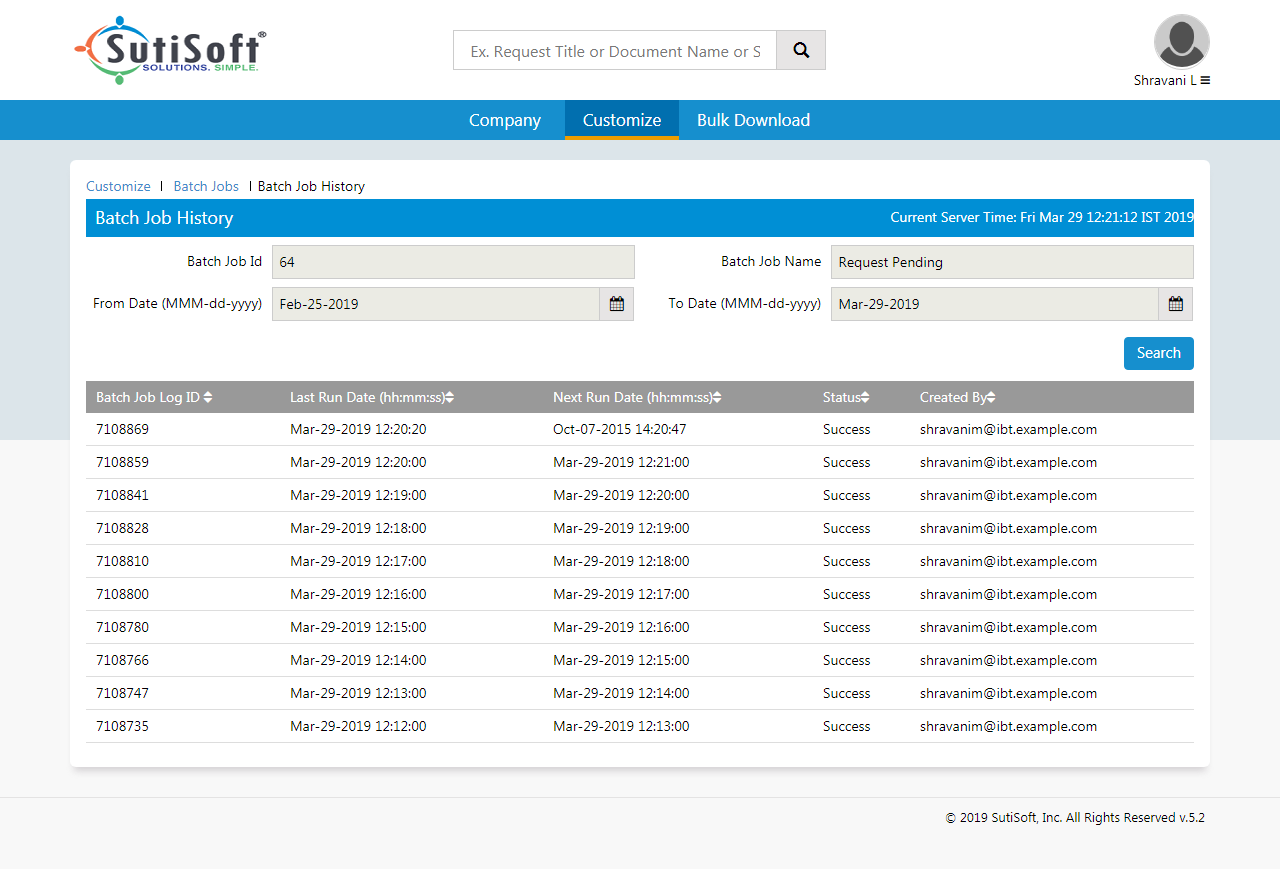 SutiSoft®
SOLUTIONS. SIMPLE.
Ex. Request Title or Document Name or S
Shravani L
Company Customize Bulk Download
Customize | Batch Jobs | Batch Job History
Batch Job History Current Server Time: Fri Mar 29 12:21:12 IST 2019
Batch Job Id 64 Batch Job Name Request Pending
From Date (MMM-dd-yyyy) Feb-25-2019 To Date (MMM-dd-yyyy) Mar-29-2019
Search
Batch Job Log ID Last Run Date (hh:mm:ss) Next Run Date (hh:mm:ss) Status Created By
7108869 Mar-29-2019 12:20:20 Oct-07-2015 14:20:47 Success shravanim@ibt.example.com
7108859 Mar-29-2019 12:20:00 Mar-29-2019 12:21:00 Success shravanim@ibt.example.com
7108841 Mar-29-2019 12:19:00 Mar-29-2019 12:20:00 Success shravanim@ibt.example.com
7108828 Mar-29-2019 12:18:00 Mar-29-2019 12:19:00 Success shravanim@ibt.example.com
7108810 Mar-29-2019 12:17:00 Mar-29-2019 12:18:00 Success shravanim@ibt.example.com
7108800 Mar-29-2019 12:16:00 Mar-29-2019 12:17:00 Success shravanim@ibt.example.com
7108780 Mar-29-2019 12:15:00 Mar-29-2019 12:16:00 Success shravanim@ibt.example.com
7108766 Mar-29-2019 12:14:00 Mar-29-2019 12:15:00 Success shravanim@ibt.example.com
7108747 Mar-29-2019 12:13:00 Mar-29-2019 12:14:00 Success shravanim@ibt.example.com
7108735 Mar-29-2019 12:12:00 Mar-29-2019 12:13:00 Success shravanim@ibt.example.com
© 2019 SutiSoft, Inc. All Rights Reserved v.5.2